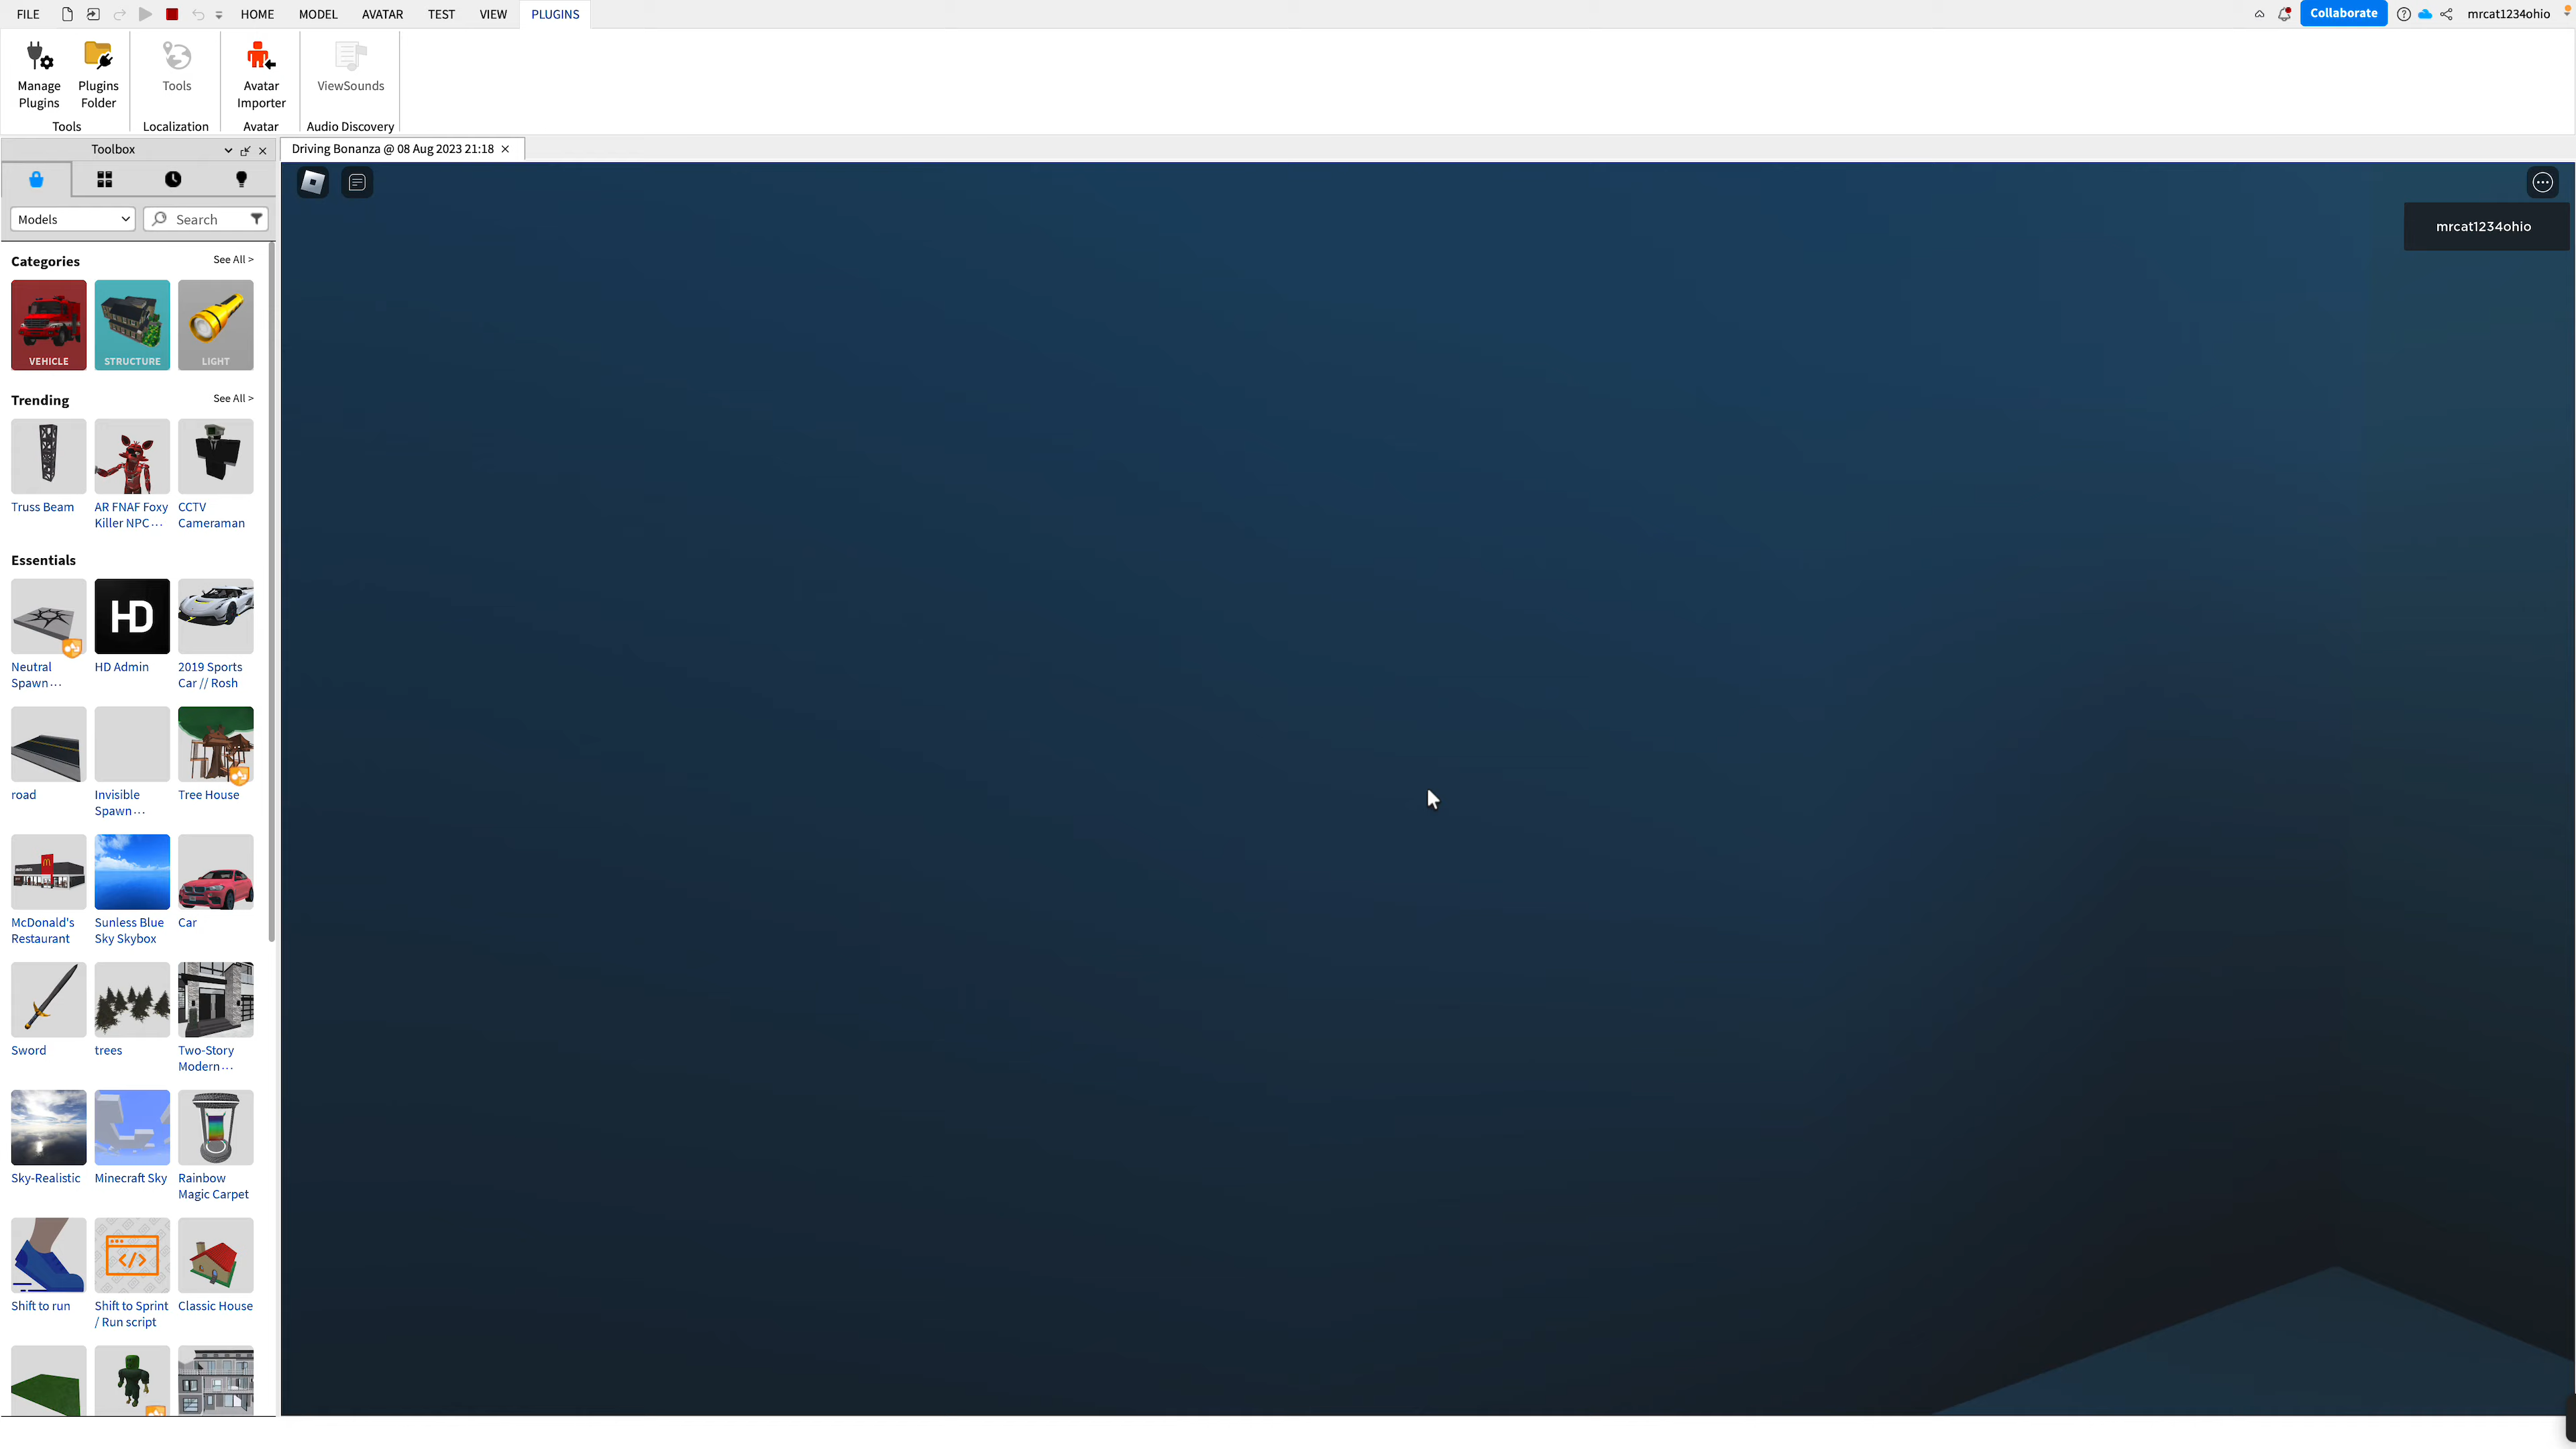 FILE HOME MODEL AVATAR TEST VIEW PLUGINS Collaborate mrcat1234ohio
Manage Plugins
Plugins Folder
Tools
Avatar Importer
ViewSounds
Tools Localization Avatar Audio Discovery
Toolbox
Driving Bonanza @ 08 Aug 2023 21:18
mrcat1234ohio
Models Search
Categories See All >
VEHICLE STRUCTURE LIGHT
Trending See All >
Truss Beam AR FNAF Foxy CCTV
Killer NPC... Cameraman
Essentials
HD
Neutral HD Admin 2019 Sports
Spawn... Car // Rosh
road Invisible Tree House
Spawn...
McDonald's Sunless Blue Car
Restaurant Sky Skybox
Sword trees Two-Story
Modern...
Sky-Realistic Minecraft Sky Rainbow
Magic Carpet
Shift to run Shift to Sprint Classic House
/ Run script